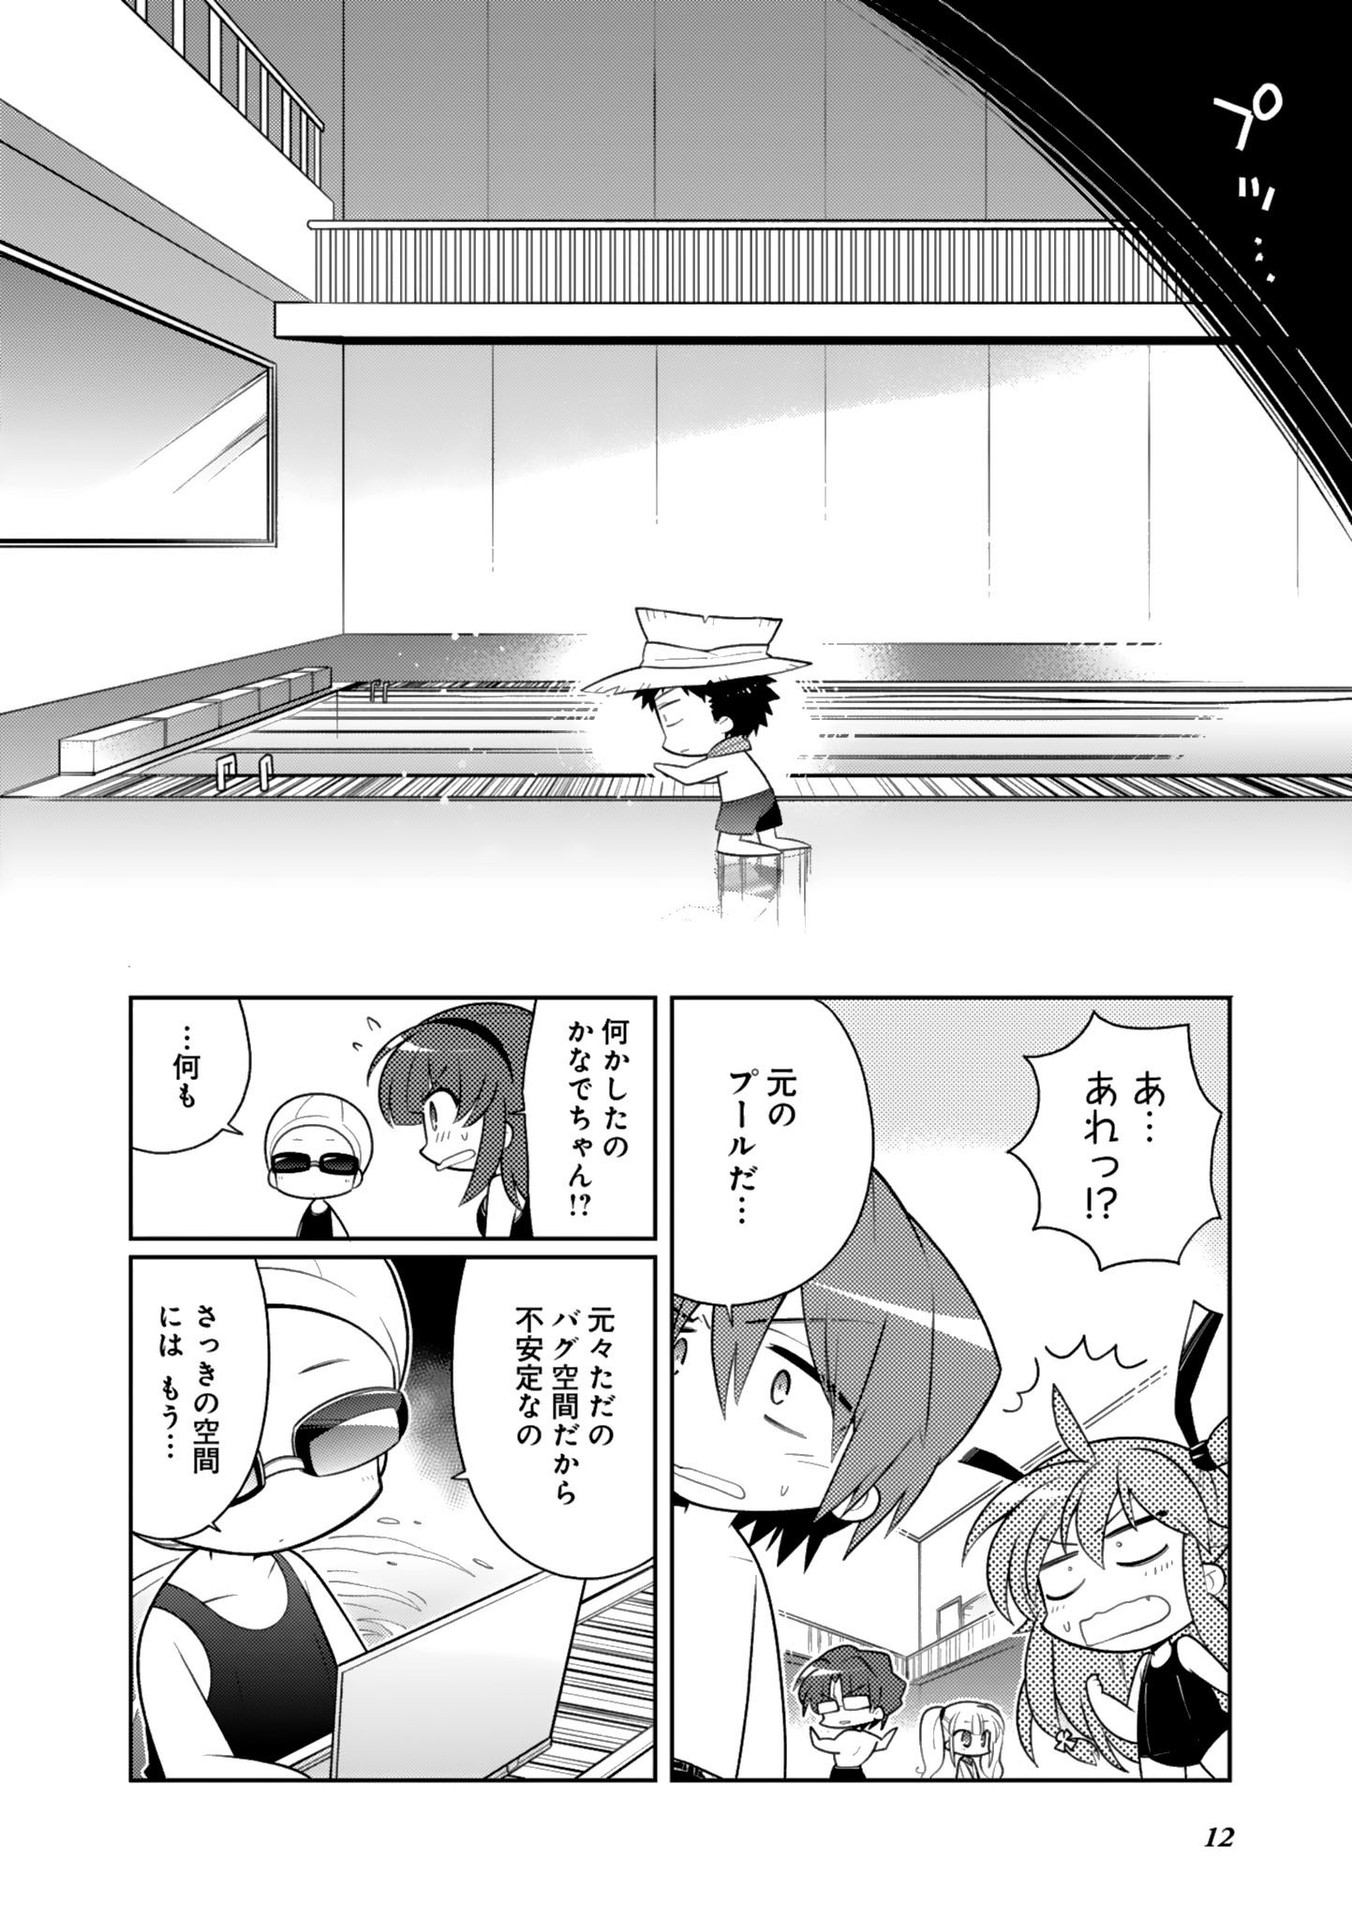 プッ…
あ…
あれっ!?
元の
プールだ…
何かしたの
かなでちゃん!?
…何も
元々ただの
バグ空間だから
不安定なの
さっきの空間
には もう…
12